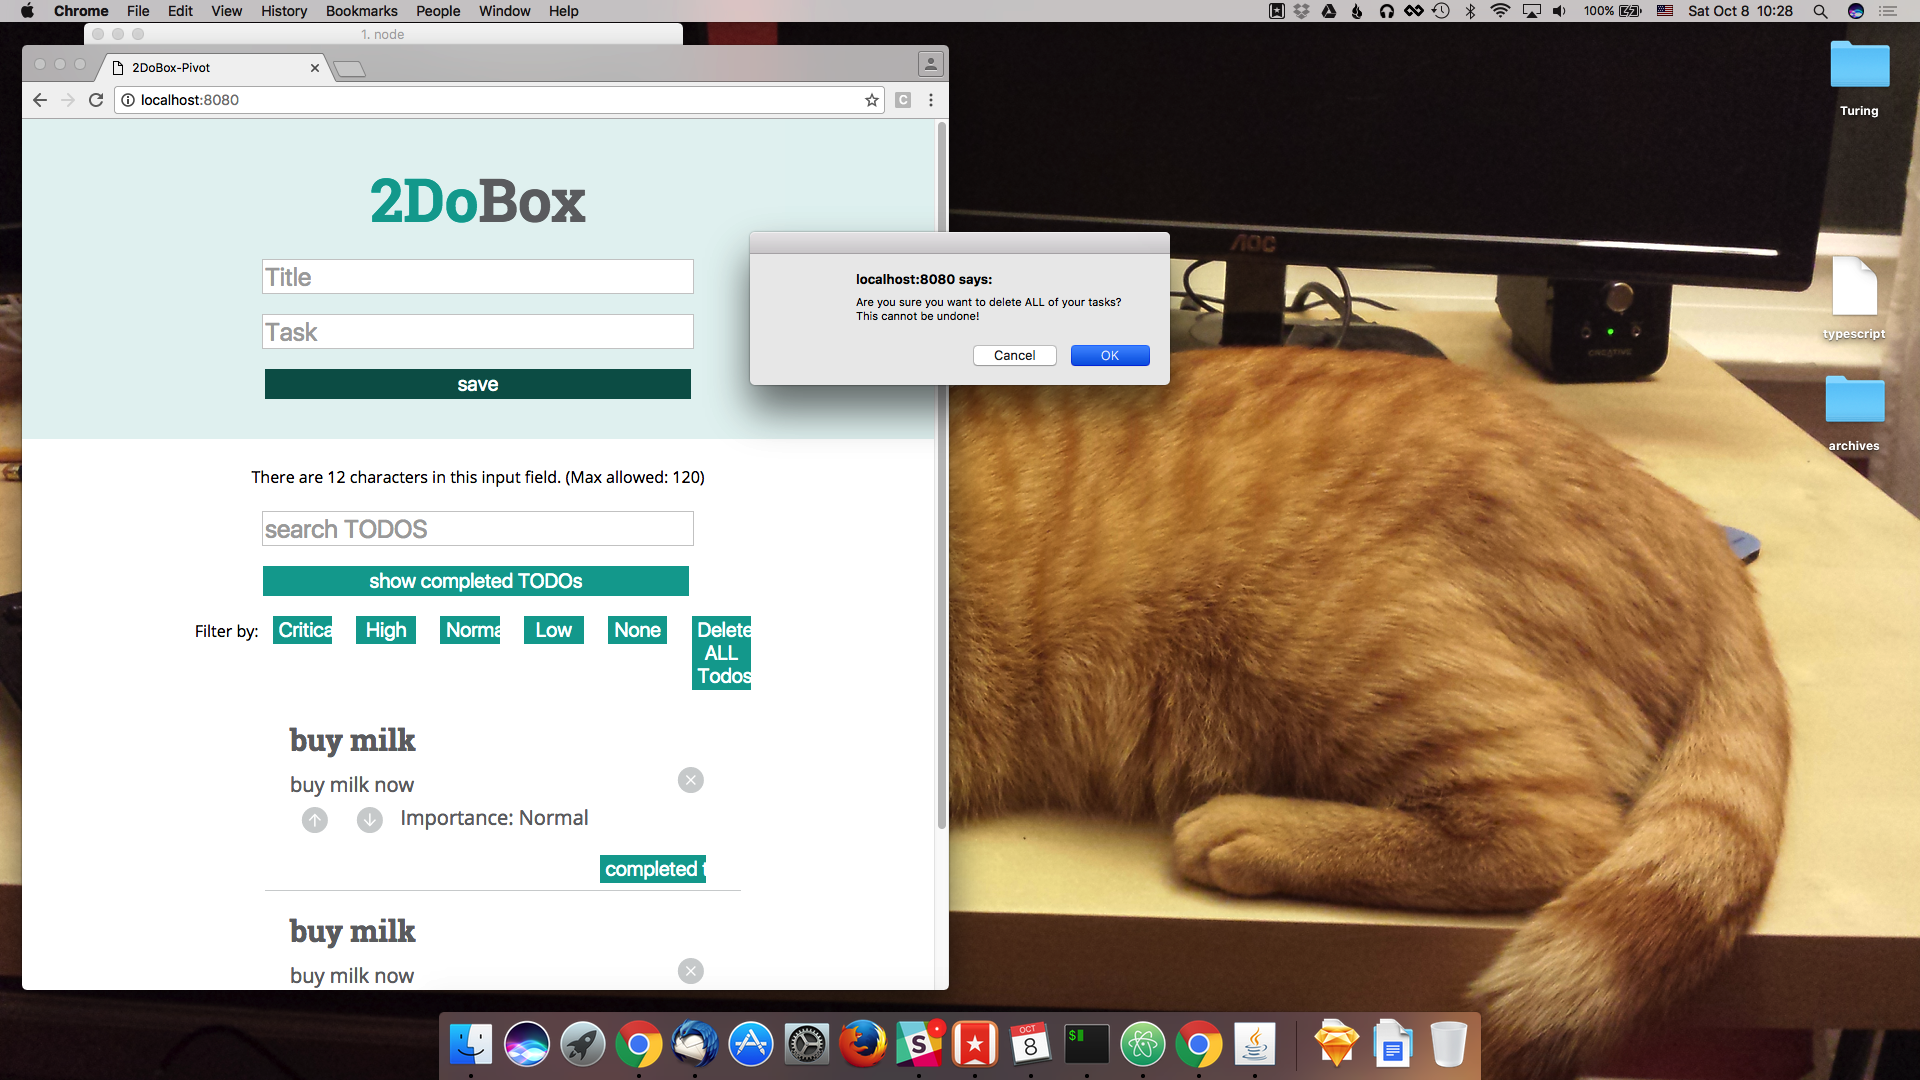 Chrome File Edit View History Bookmarks People Window Help
100% Sat Oct 8 10:28
1. node
2DoBox-Pivot
localhost:8080
C
2DoBox
Title
Task
save
localhost:8080 says:
Are you sure you want to delete ALL of your tasks?
This cannot be undone!
Cancel OK
There are 12 characters in this input field. (Max allowed: 120)
search TODOS
show completed TODOs
Filter by: Critica High Norma Low None Delete
ALL
Todos
buy milk
buy milk now
Importance: Normal
completed t
buy milk
buy milk now
Turing
typescript
archives
AOC
CREATIVE
OCT
8
$
S